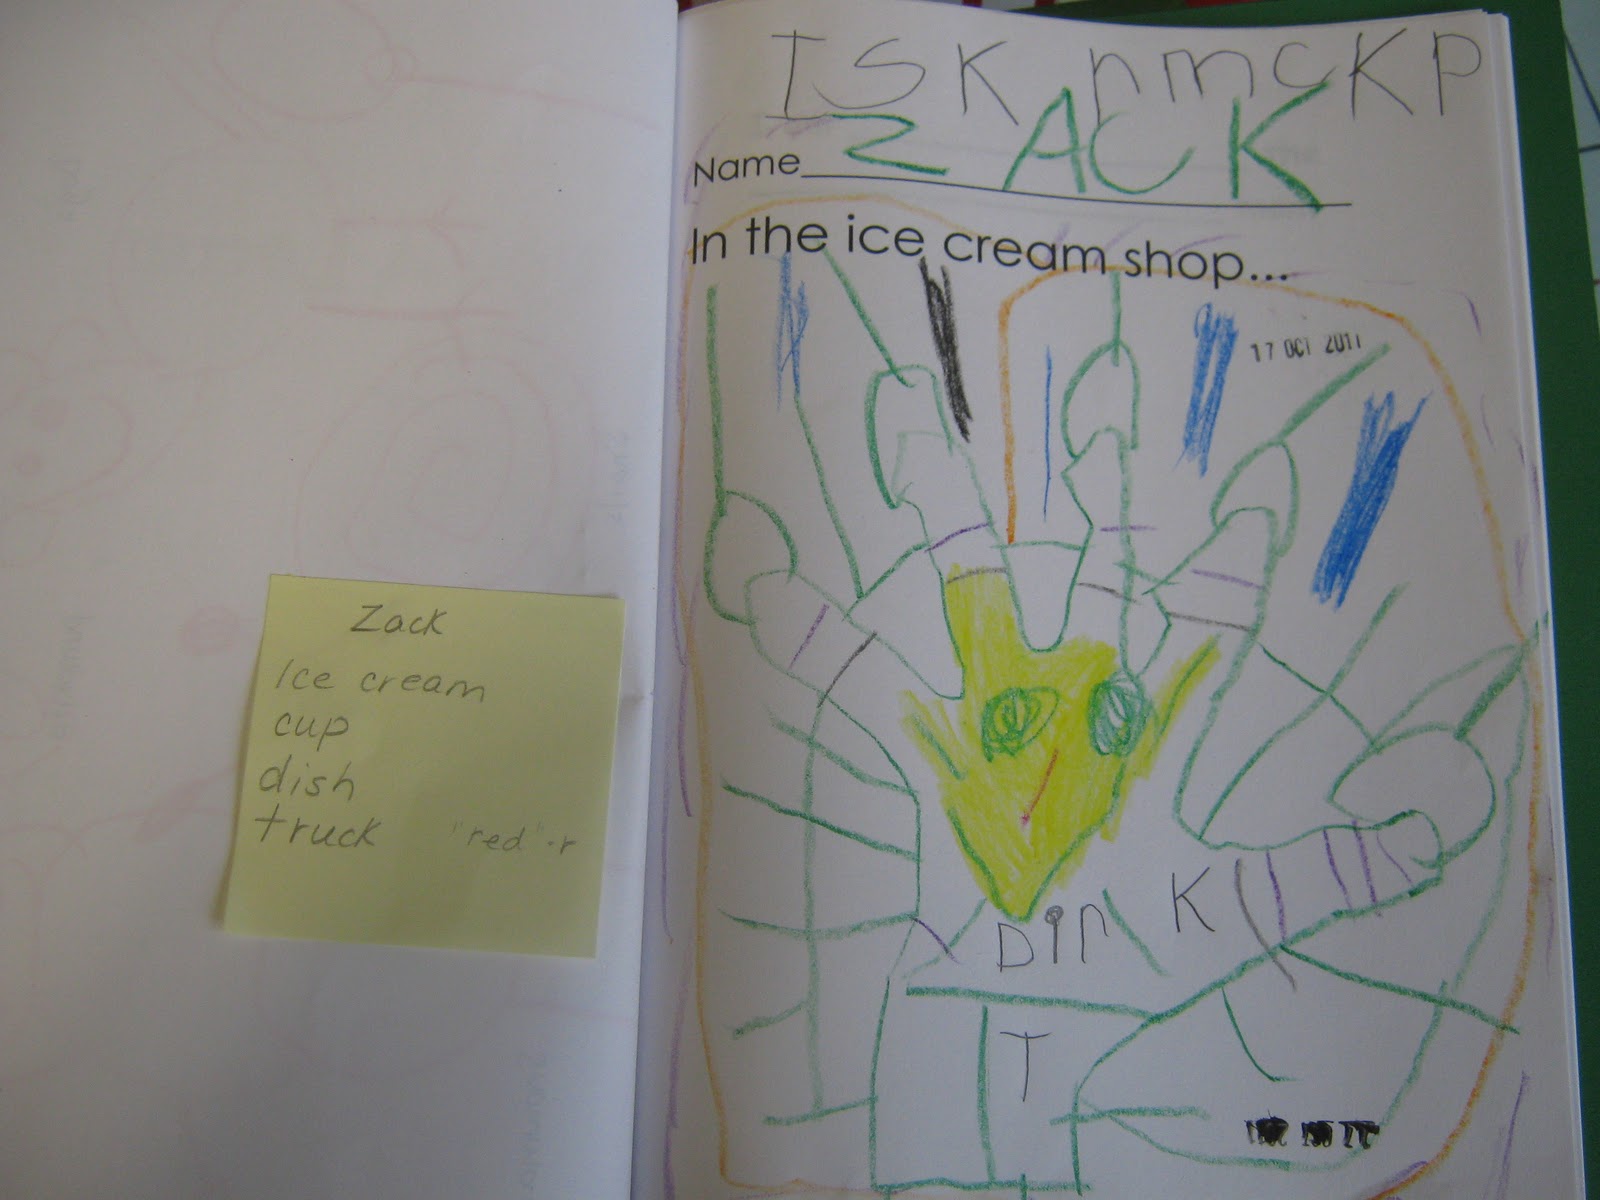 Zack
Ice cream
cup
dish
truck "red"-r
ISK nmcKP
Name ZACK
In the ice cream shop...
17 OCT 2011
DinK
T